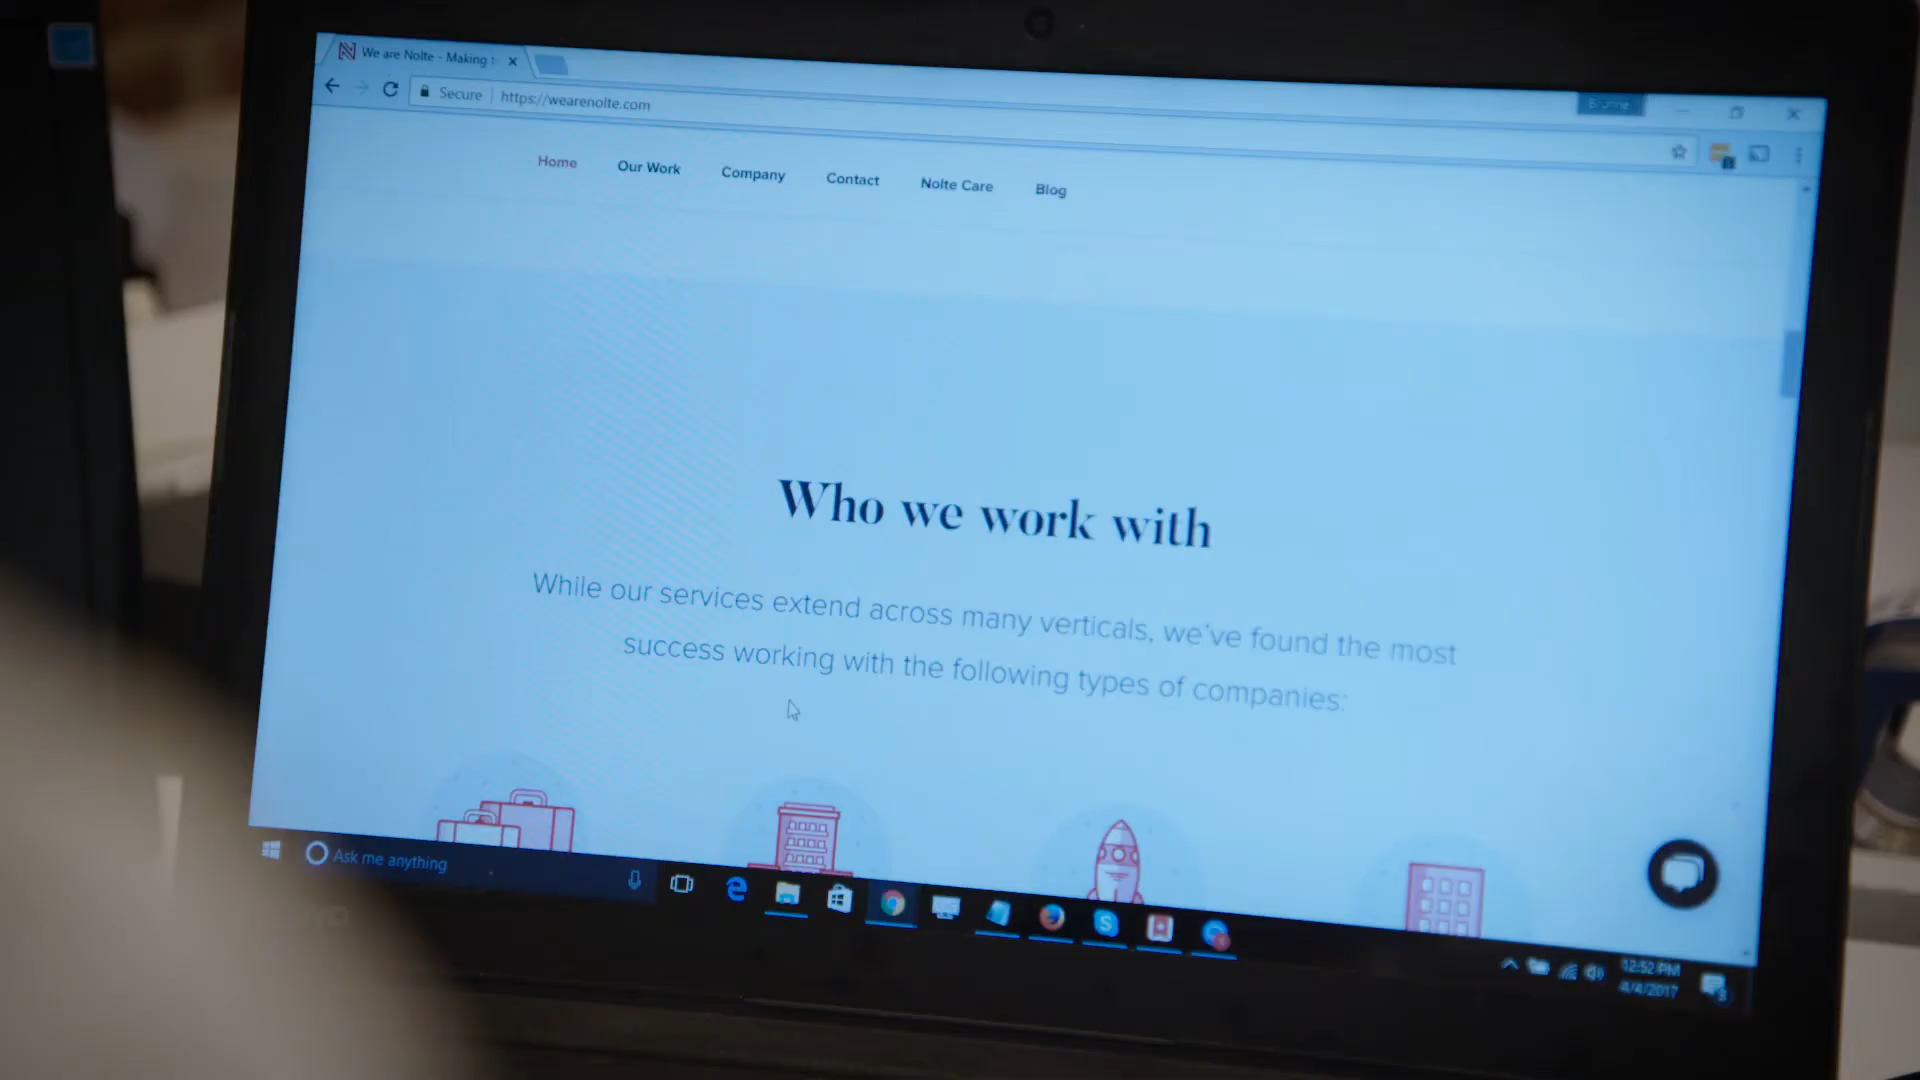 We are Nolte - Making t
Secure https://wearenolte.com
Home Our Work Company Contact Nolte Care Blog
Who we work with
While our services extend across many verticals, we've found the most
success working with the following types of companies:
Ask me anything
12:52 PM
4/4/2017